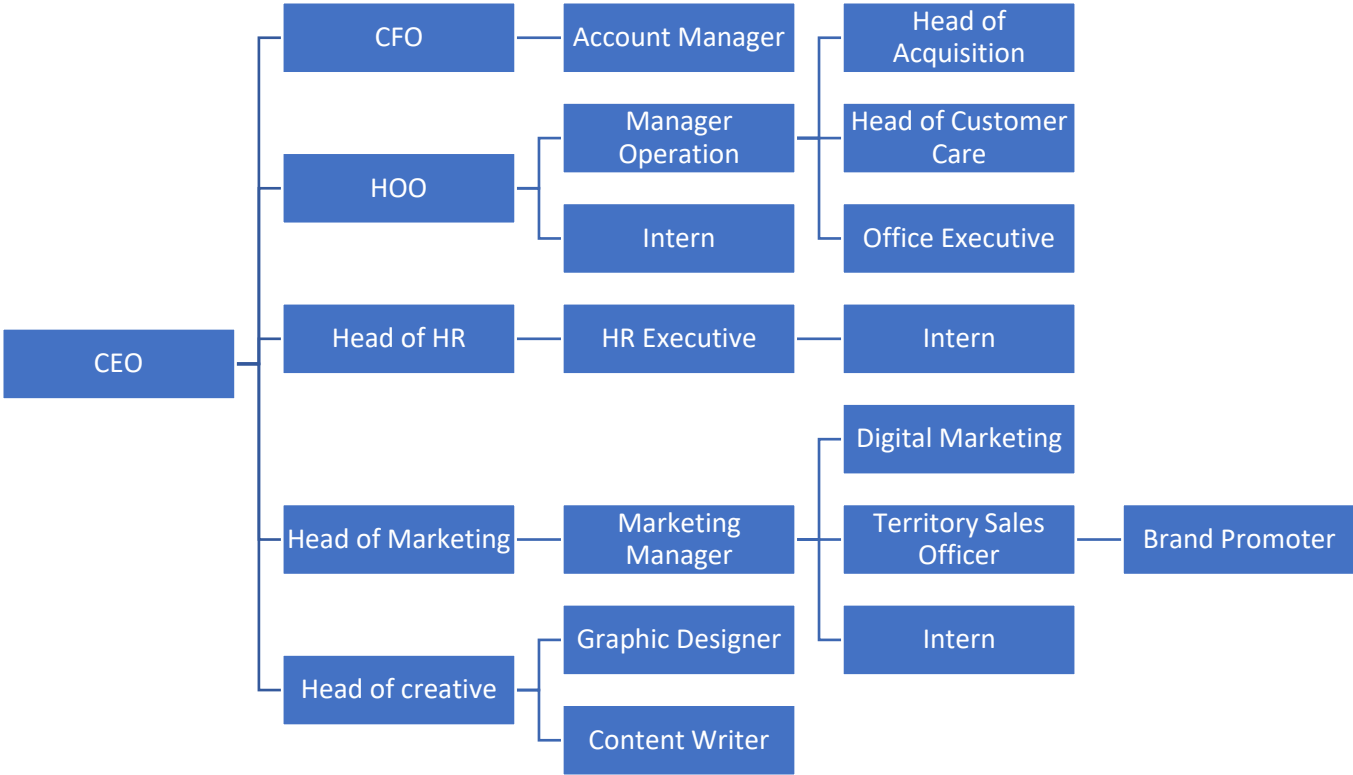 CEO
CFO
Account Manager
HOO
Manager
Operation
Head of
Acquisition
Head of Customer
Care
Office Executive
Intern
Head of HR
HR Executive
Intern
Head of Marketing
Marketing
Manager
Digital Marketing
Territory Sales
Officer
Brand Promoter
Intern
Head of creative
Graphic Designer
Content Writer